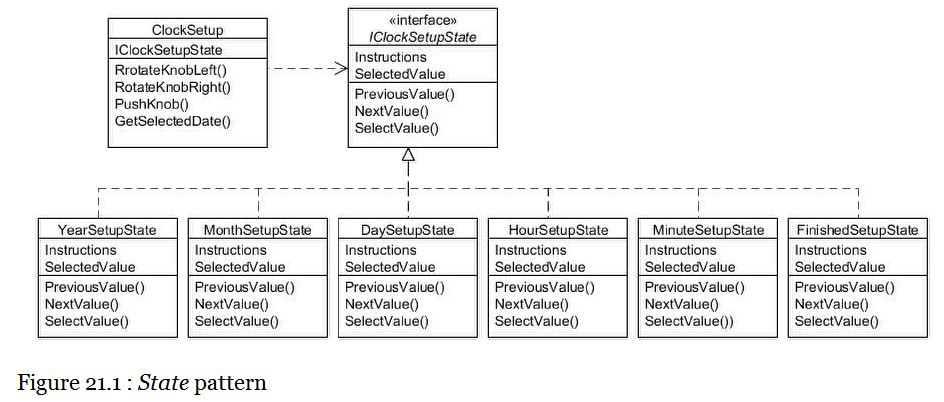 ClockSetup
IClockSetupState
RrotateKnobLeft()
RotateKnobRight()
PushKnob()
GetSelectedDate()
«interface»
IClockSetupState
Instructions
SelectedValue
PreviousValue()
NextValue()
SelectValue()
YearSetupState
Instructions
SelectedValue
PreviousValue()
NextValue()
SelectValue()
MonthSetupState
Instructions
SelectedValue
PreviousValue()
NextValue()
SelectValue()
DaySetupState
Instructions
SelectedValue
PreviousValue()
NextValue()
SelectValue()
HourSetupState
Instructions
SelectedValue
PreviousValue()
NextValue()
SelectValue()
MinuteSetupState
Instructions
SelectedValue
PreviousValue()
NextValue()
SelectValue())
FinishedSetupState
Instructions
SelectedValue
PreviousValue()
NextValue()
SelectValue()
Figure 21.1 : State pattern